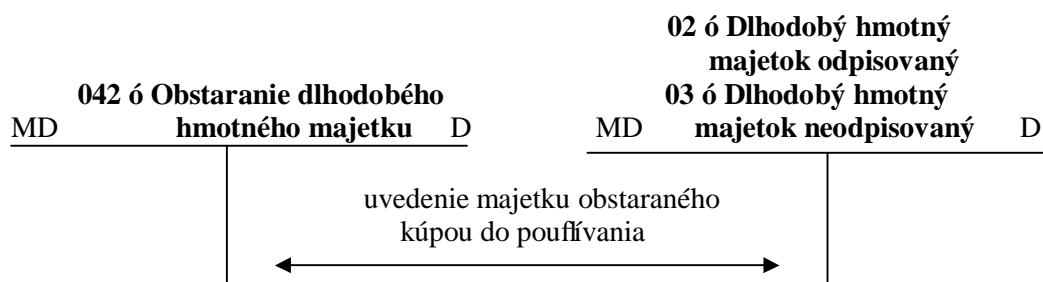 02 ó Dlhodobý hmotný
majetok odpisovaný
042 ó Obstaranie dlhodobého
03 ó Dlhodobý hmotný
MD hmotného majetku D
MD majetok neodpisovaný D
uvedenie majetku obstaraného
kúpou do pouflívania